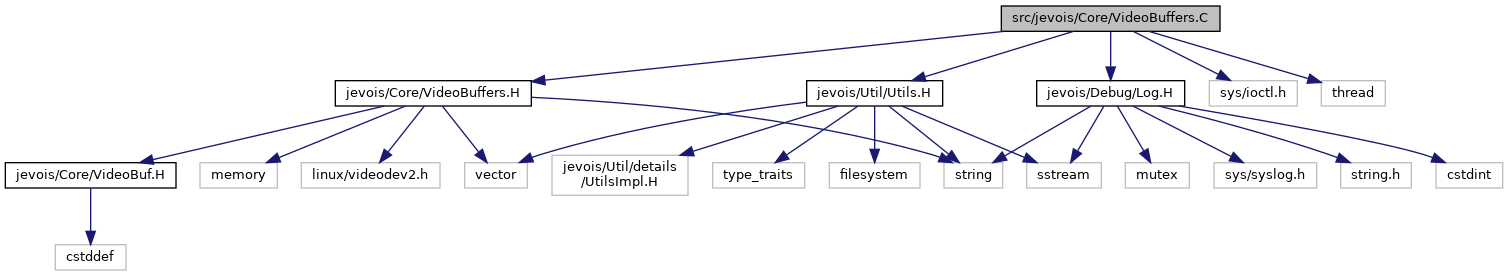 src/jevois/Core/VideoBuffers.C
jevois/Core/VideoBuffers.H
jevois/Util/Utils.H
jevois/Debug/Log.H
sys/ioctl.h
thread
jevois/Core/VideoBuf.H
memory
linux/videodev2.h
vector
jevois/Util/details
/UtilsImpl.H
type_traits
filesystem
string
sstream
mutex
sys/syslog.h
string.h
cstdint
cstddef